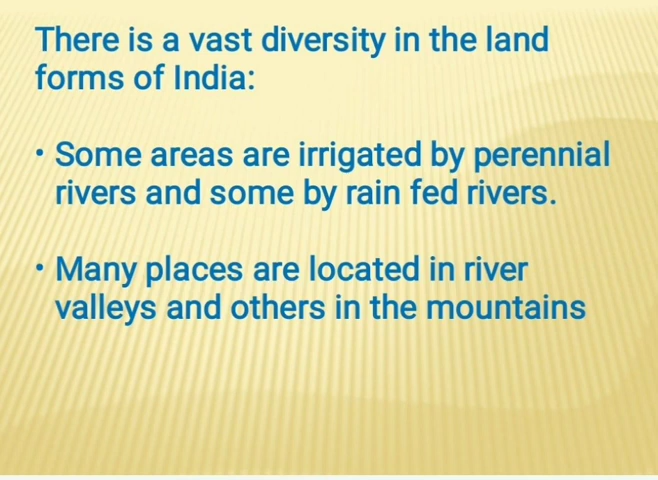 There is a vast diversity in the land
forms of India:
• Some areas are irrigated by perennial
rivers and some by rain fed rivers.
• Many places are located in river
valleys and others in the mountains